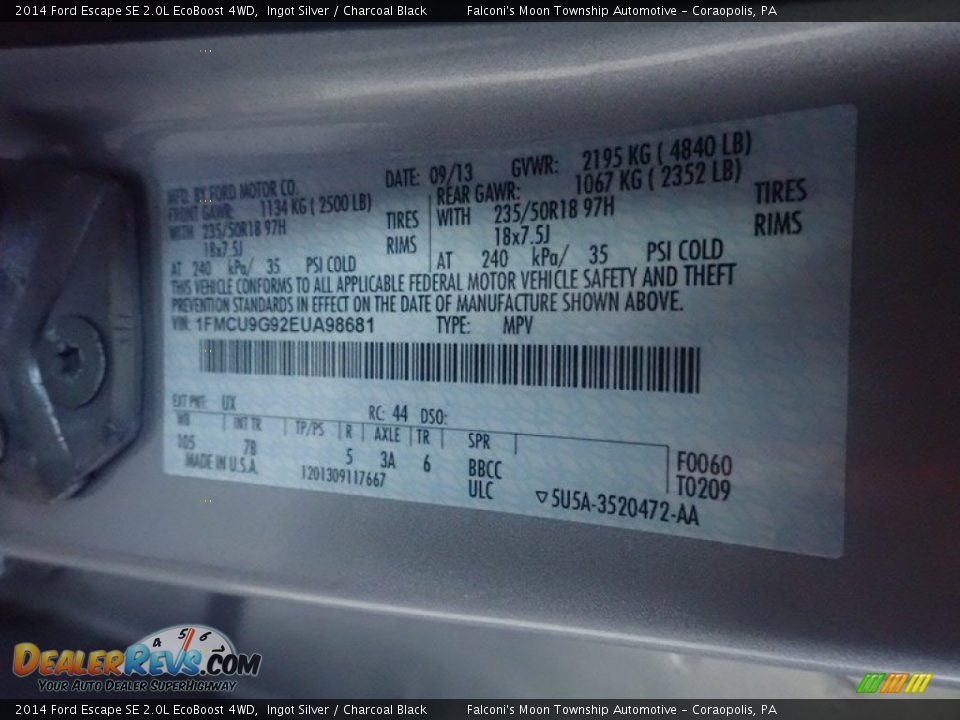 2014 Ford Escape SE 2.0L EcoBoost 4WD, Ingot Silver / Charcoal Black Falconi's Moon Township Automotive - Coraopolis, PA
MFD. BY FORD MOTOR CO. DATE: 09/13 GVWR: 2195 KG ( 4840 LB)
FRONT GAWR: 1134 KG ( 2500 LB) REAR GAWR: 1067 KG ( 2352 LB)
WITH 235/50R18 97H TIRES WITH 235/50R18 97H TIRES
18x7.5J RIMS 18x7.5J RIMS
AT 240 kPa/ 35 PSI COLD AT 240 kPa/ 35 PSI COLD
THIS VEHICLE CONFORMS TO ALL APPLICABLE FEDERAL MOTOR VEHICLE SAFETY AND THEFT
PREVENTION STANDARDS IN EFFECT ON THE DATE OF MANUFACTURE SHOWN ABOVE.
VIN: 1FMCU9G92EUA98681 TYPE: MPV
EXT PNT: UX RC: 44 DSO:
WB INT TR TP/PS R AXLE TR SPR
105 7B 5 3A 6 BBCC F0060
MADE IN U.S.A. 1201309117667 ULC T0209
▽5U5A-3520472-AA
4 5 6
DEALERREVS.COM
YOUR AUTO DEALER SUPERHIGHWAY
2014 Ford Escape SE 2.0L EcoBoost 4WD, Ingot Silver / Charcoal Black Falconi's Moon Township Automotive - Coraopolis, PA